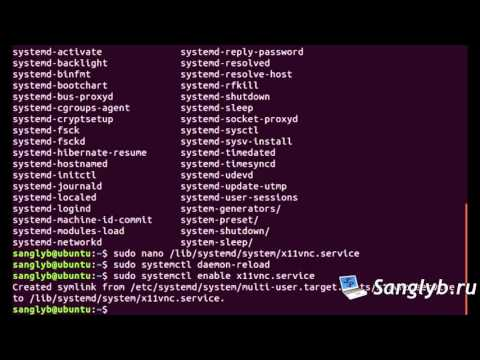 systemd-activate systemd-reply-password
systemd-backlight systemd-resolved
systemd-binfmt systemd-resolve-host
systemd-bootchart systemd-rfkill
systemd-bus-proxyd systemd-shutdown
systemd-cgroups-agent systemd-sleep
systemd-cryptsetup systemd-socket-proxyd
systemd-fsck systemd-sysctl
systemd-fsckd systemd-sysv-install
systemd-hibernate-resume systemd-timedated
systemd-hostnamed systemd-timesyncd
systemd-initctl systemd-udevd
systemd-journald systemd-update-utmp
systemd-localed systemd-user-sessions
systemd-logind system-generators/
systemd-machine-id-commit system-preset/
systemd-modules-load system-shutdown/
systemd-networkd system-sleep/
sanglyb@ubuntu:~$ sudo nano /lib/systemd/system/x11vnc.service
sanglyb@ubuntu:~$ sudo systemctl daemon-reload
sanglyb@ubuntu:~$ sudo systemctl enable x11vnc.service
Created symlink from /etc/systemd/system/multi-user.target.
to /lib/systemd/system/x11vnc.service.
sanglyb@ubuntu:~$
Sanglyb.ru